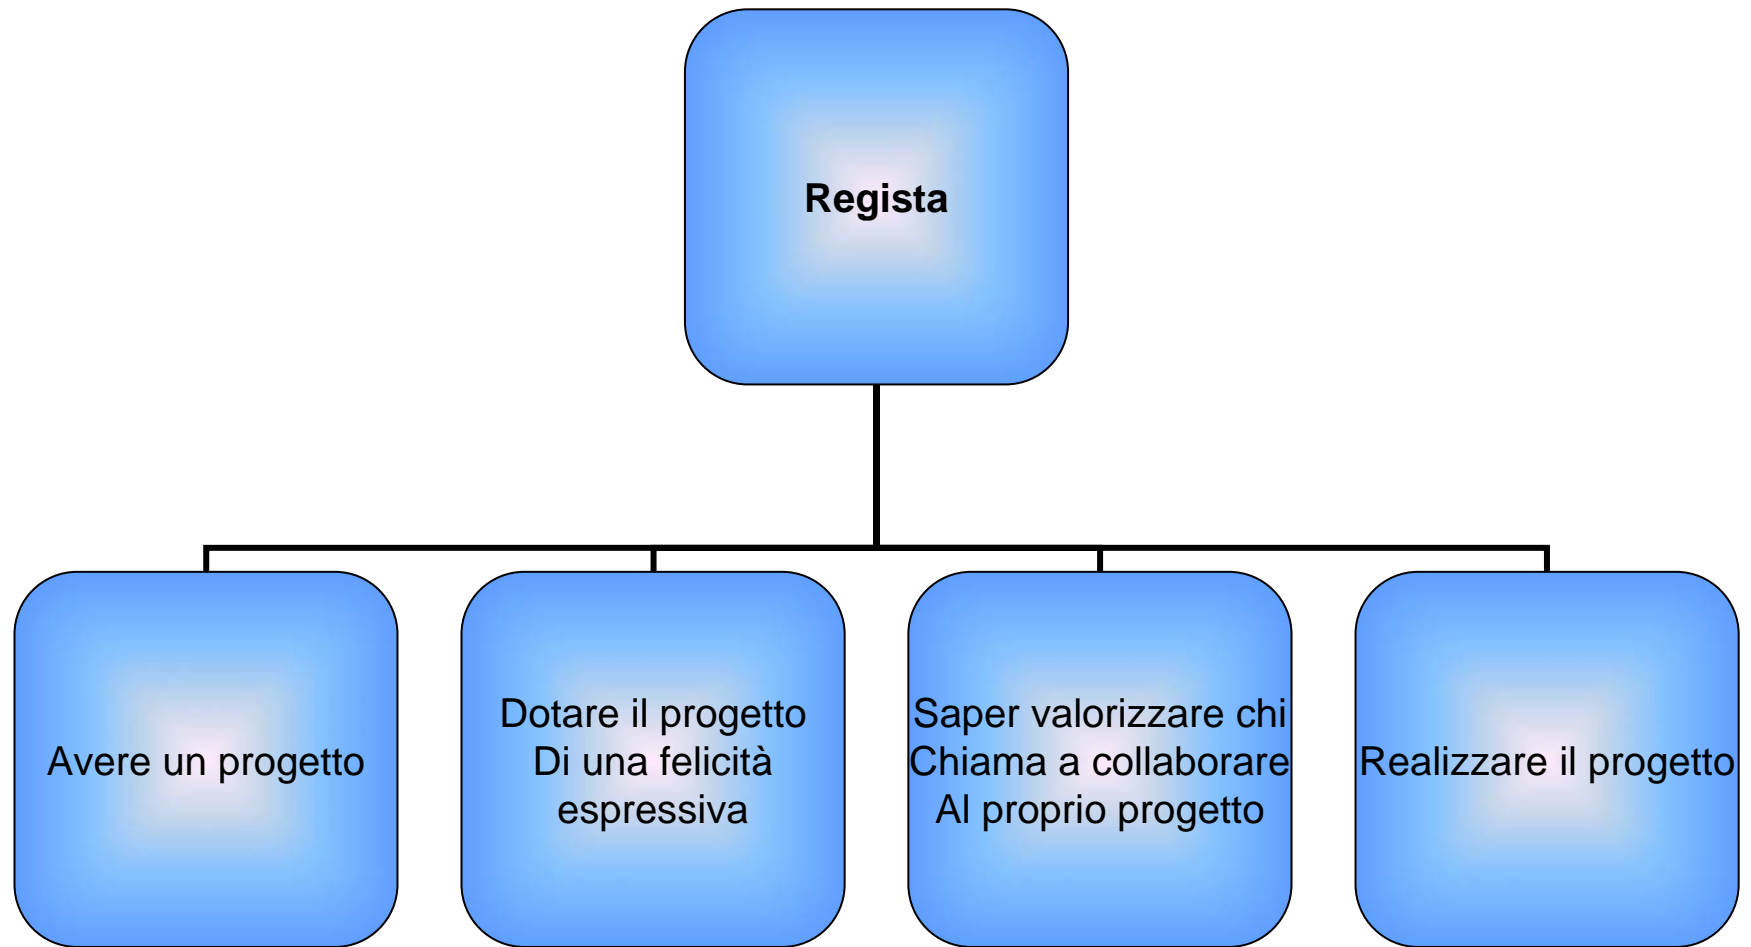 Regista
Avere un progetto
Dotare il progetto
Di una felicità
espressiva
Saper valorizzare chi
Chiama a collaborare
Al proprio progetto
Realizzare il progetto